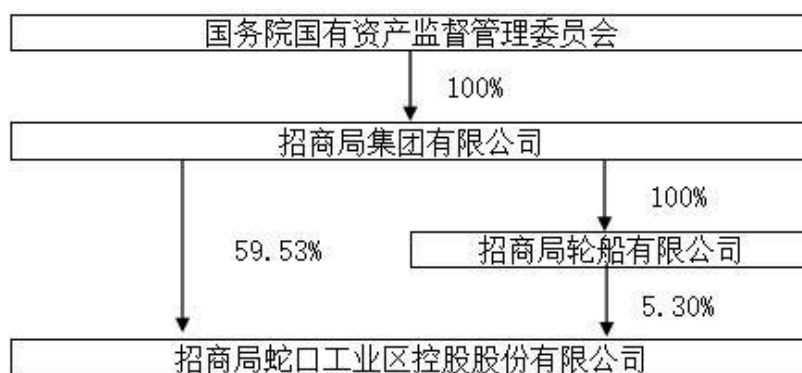 国务院国有资产监督管理委员会
100%
招商局集团有限公司
100%
59.53%
招商局轮船有限公司
5.30%
招商局蛇口工业区控股股份有限公司